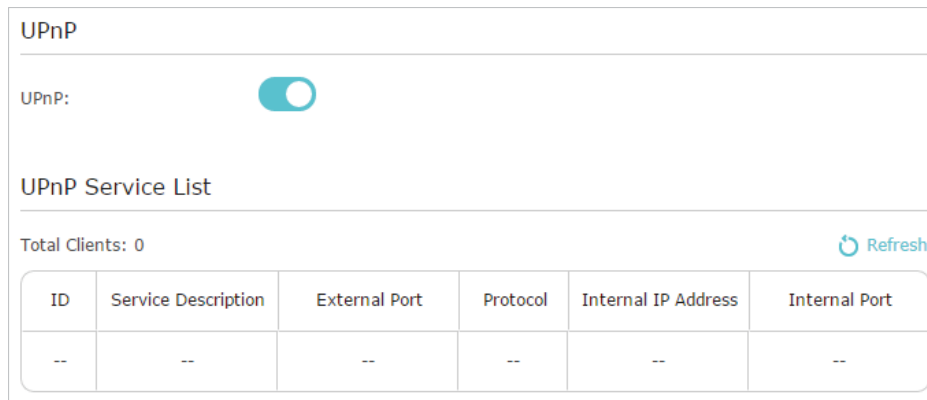 UPnP
UPnP:
UPnP Service List
Total Clients: 0 Refresh
ID Service Description External Port Protocol Internal IP Address Internal Port
-- -- -- -- -- --